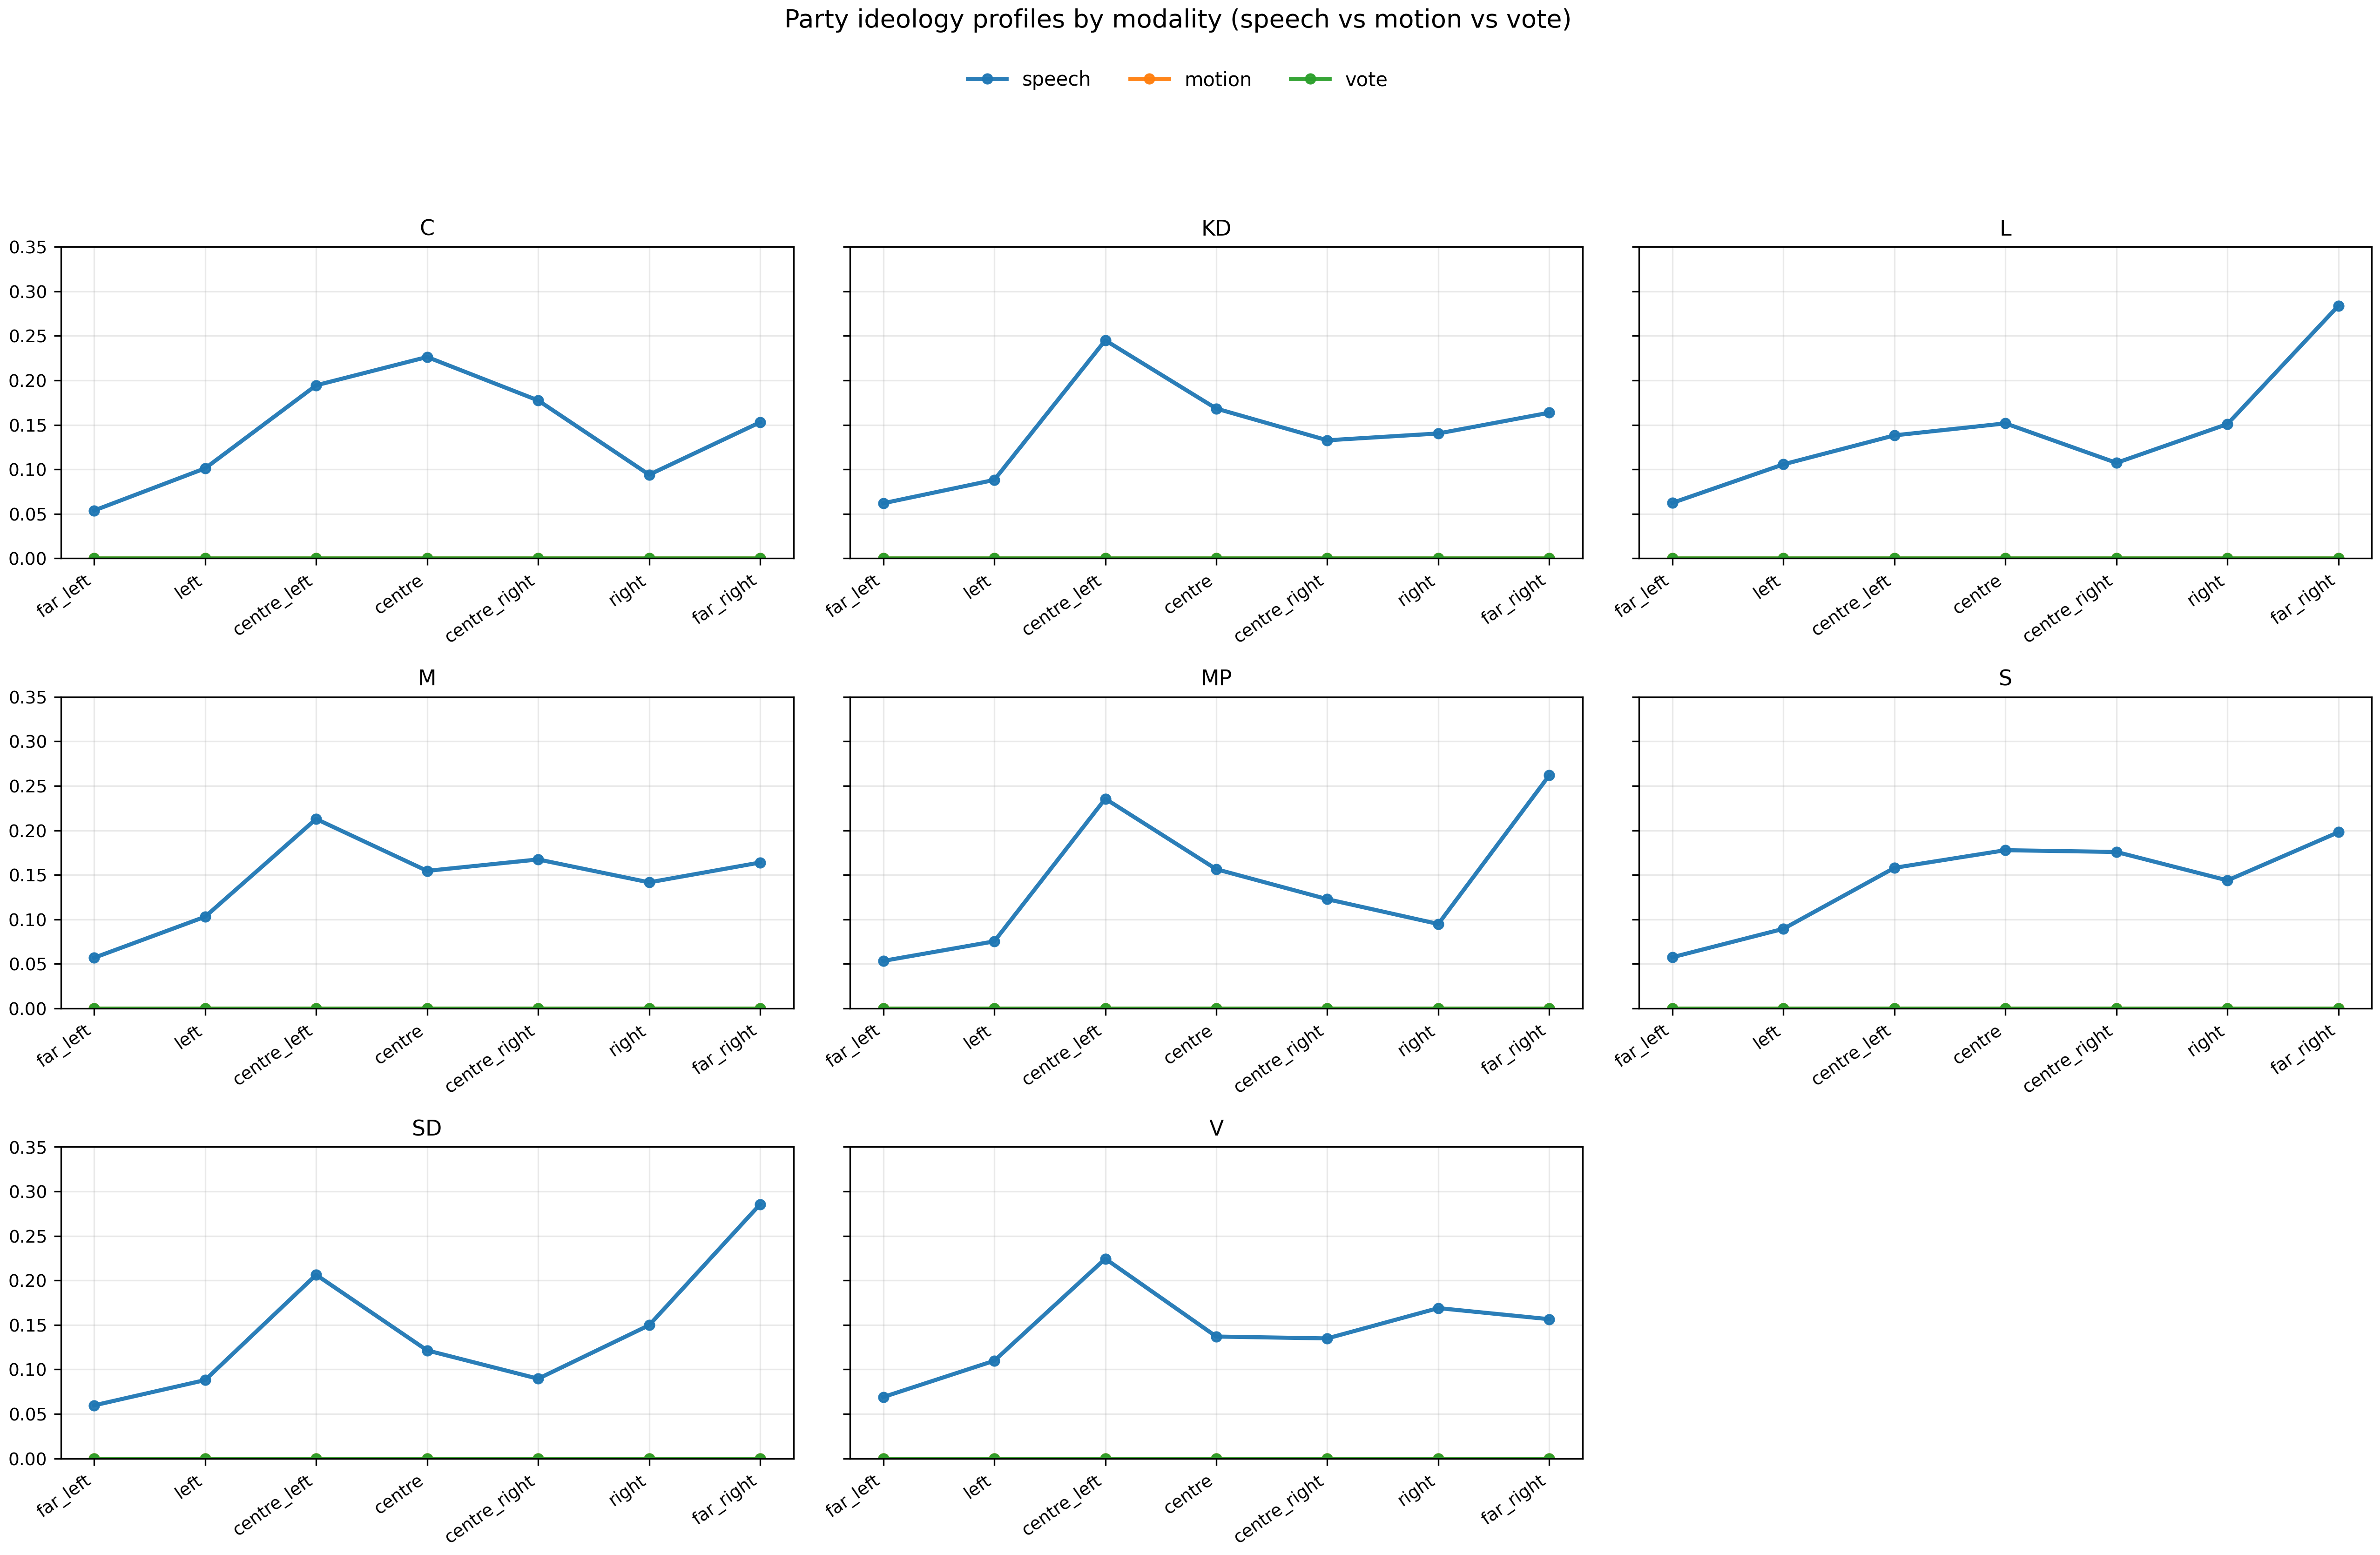 Party ideology profiles by modality (speech vs motion vs vote)
speech motion vote
C
0.35
0.30
0.25
0.20
0.15
0.10
0.05
0.00
far_left left centre_left centre centre_right right far_right
KD
far_left left centre_left centre centre_right right far_right
L
far_left left centre_left centre centre_right right far_right
M
0.35
0.30
0.25
0.20
0.15
0.10
0.05
0.00
far_left left centre_left centre centre_right right far_right
MP
far_left left centre_left centre centre_right right far_right
S
far_left left centre_left centre centre_right right far_right
SD
0.35
0.30
0.25
0.20
0.15
0.10
0.05
0.00
far_left left centre_left centre centre_right right far_right
V
far_left left centre_left centre centre_right right far_right